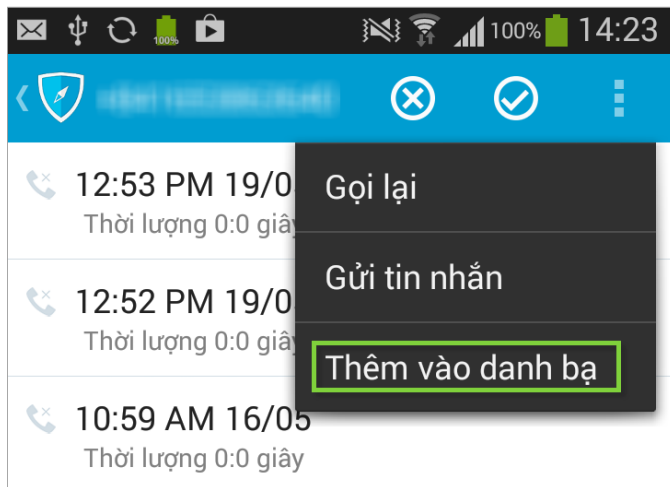 100%
100% 14:23
12:53 PM 19/0
Thời lượng 0:0 giây
12:52 PM 19/0
Thời lượng 0:0 giây
10:59 AM 16/05
Thời lượng 0:0 giây
Gọi lại
Gửi tin nhắn
Thêm vào danh bạ